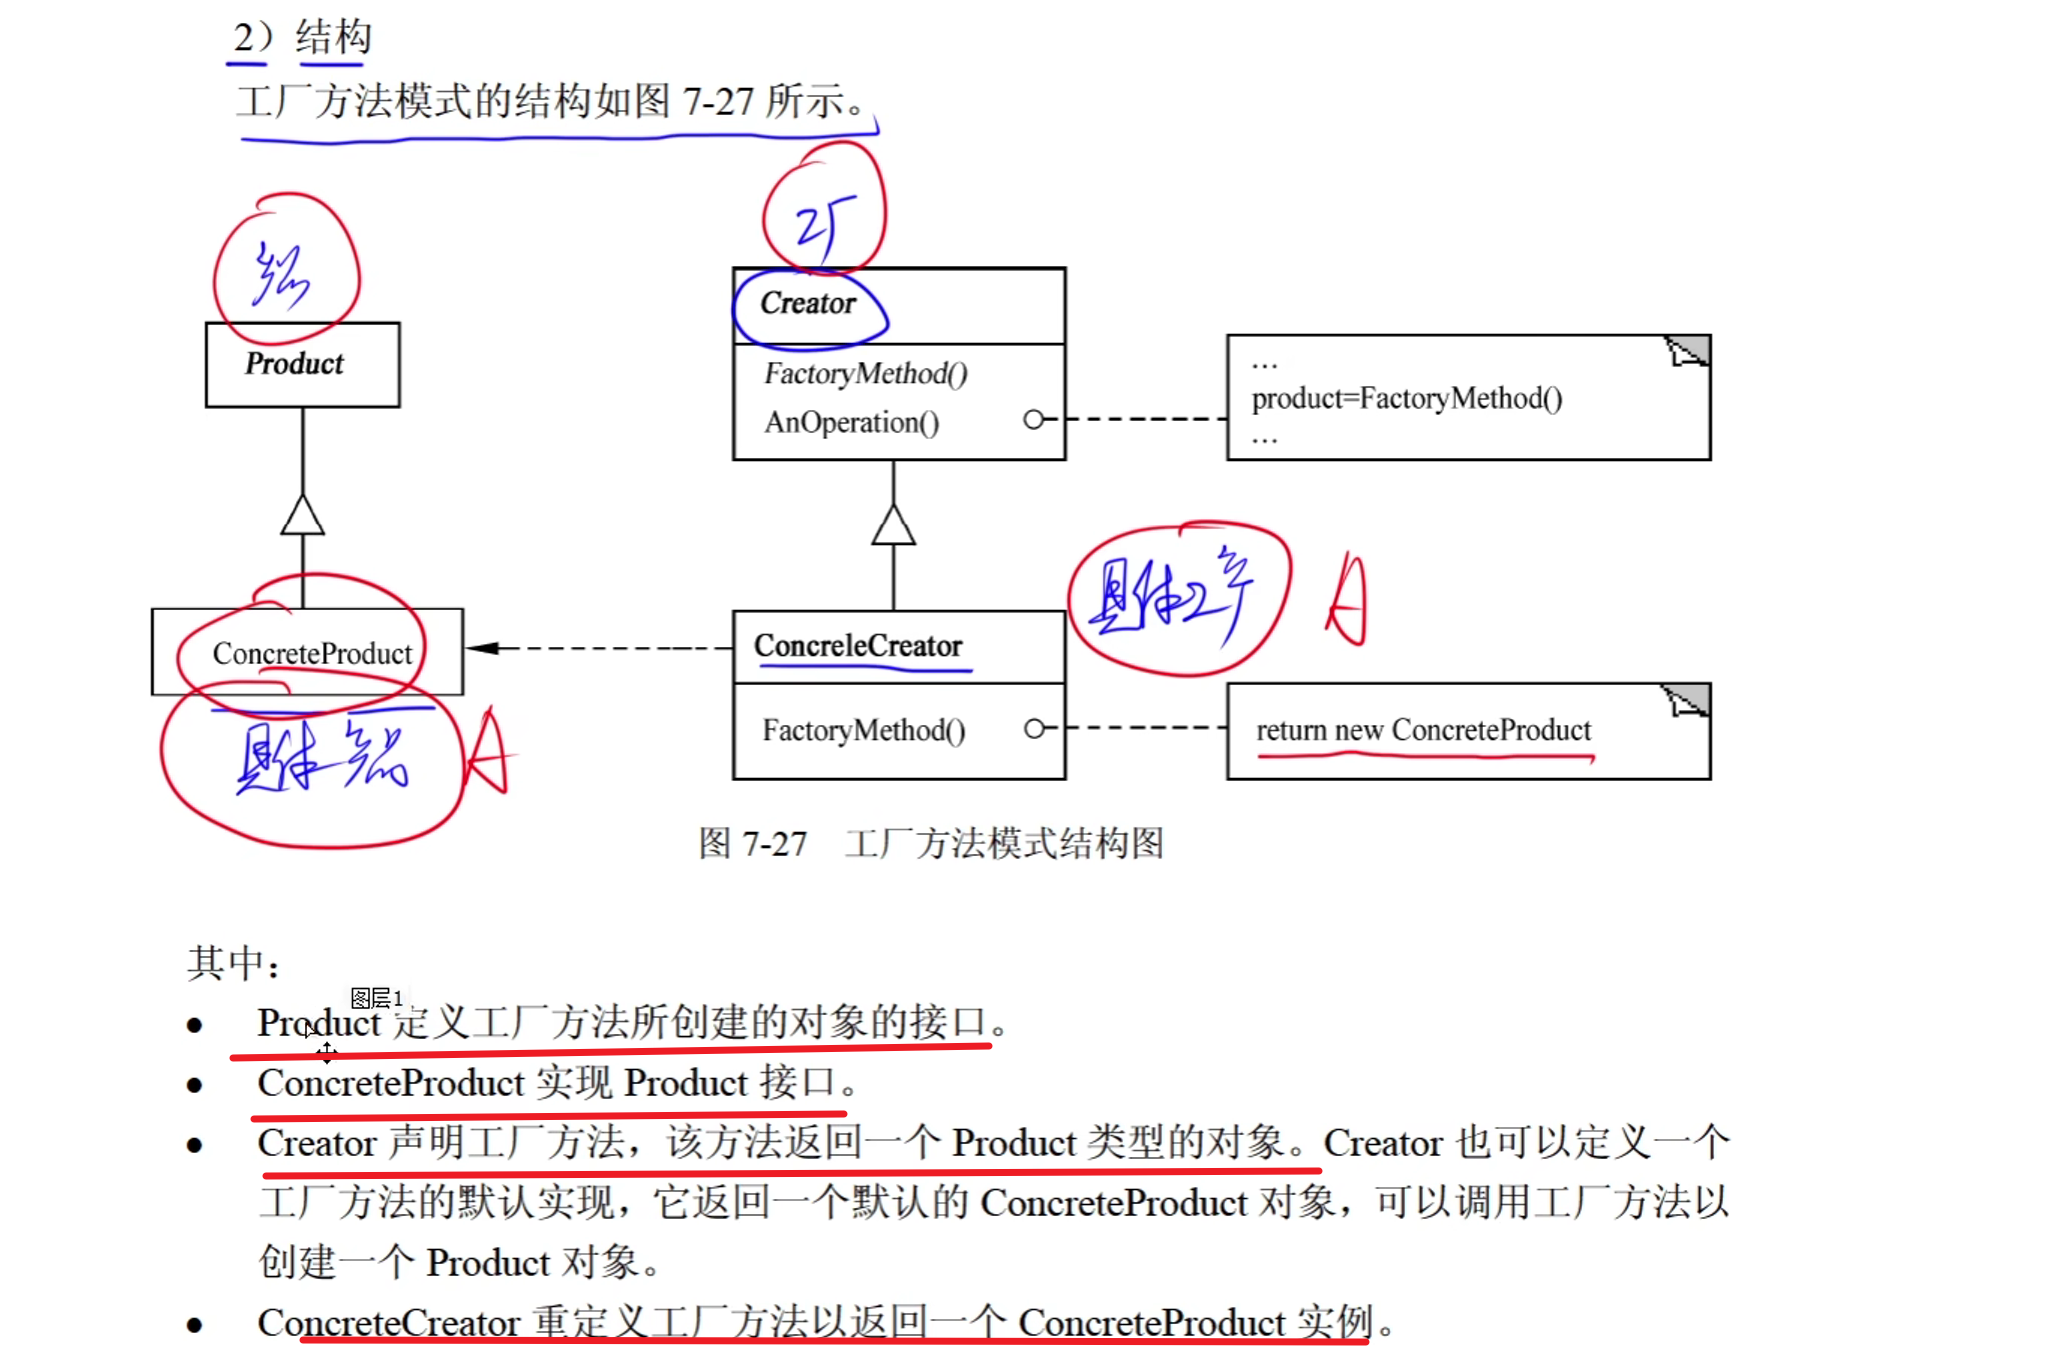 2）结构
工厂方法模式的结构如图 7-27 所示。
工厂
Creator
Product
FactoryMethod()
AnOperation()
…
product=FactoryMethod()
…
具体工产
A
ConcreteProduct
ConcreleCreator
FactoryMethod()
return new ConcreteProduct
具体产品
A
图 7-27 工厂方法模式结构图
其中：
图层1
● Product 定义工厂方法所创建的对象的接口。
● ConcreteProduct 实现 Product 接口。
● Creator 声明工厂方法，该方法返回一个 Product 类型的对象。Creator 也可以定义一个
工厂方法的默认实现，它返回一个默认的 ConcreteProduct 对象，可以调用工厂方法以
创建一个 Product 对象。
● ConcreteCreator 重定义工厂方法以返回一个 ConcreteProduct 实例。